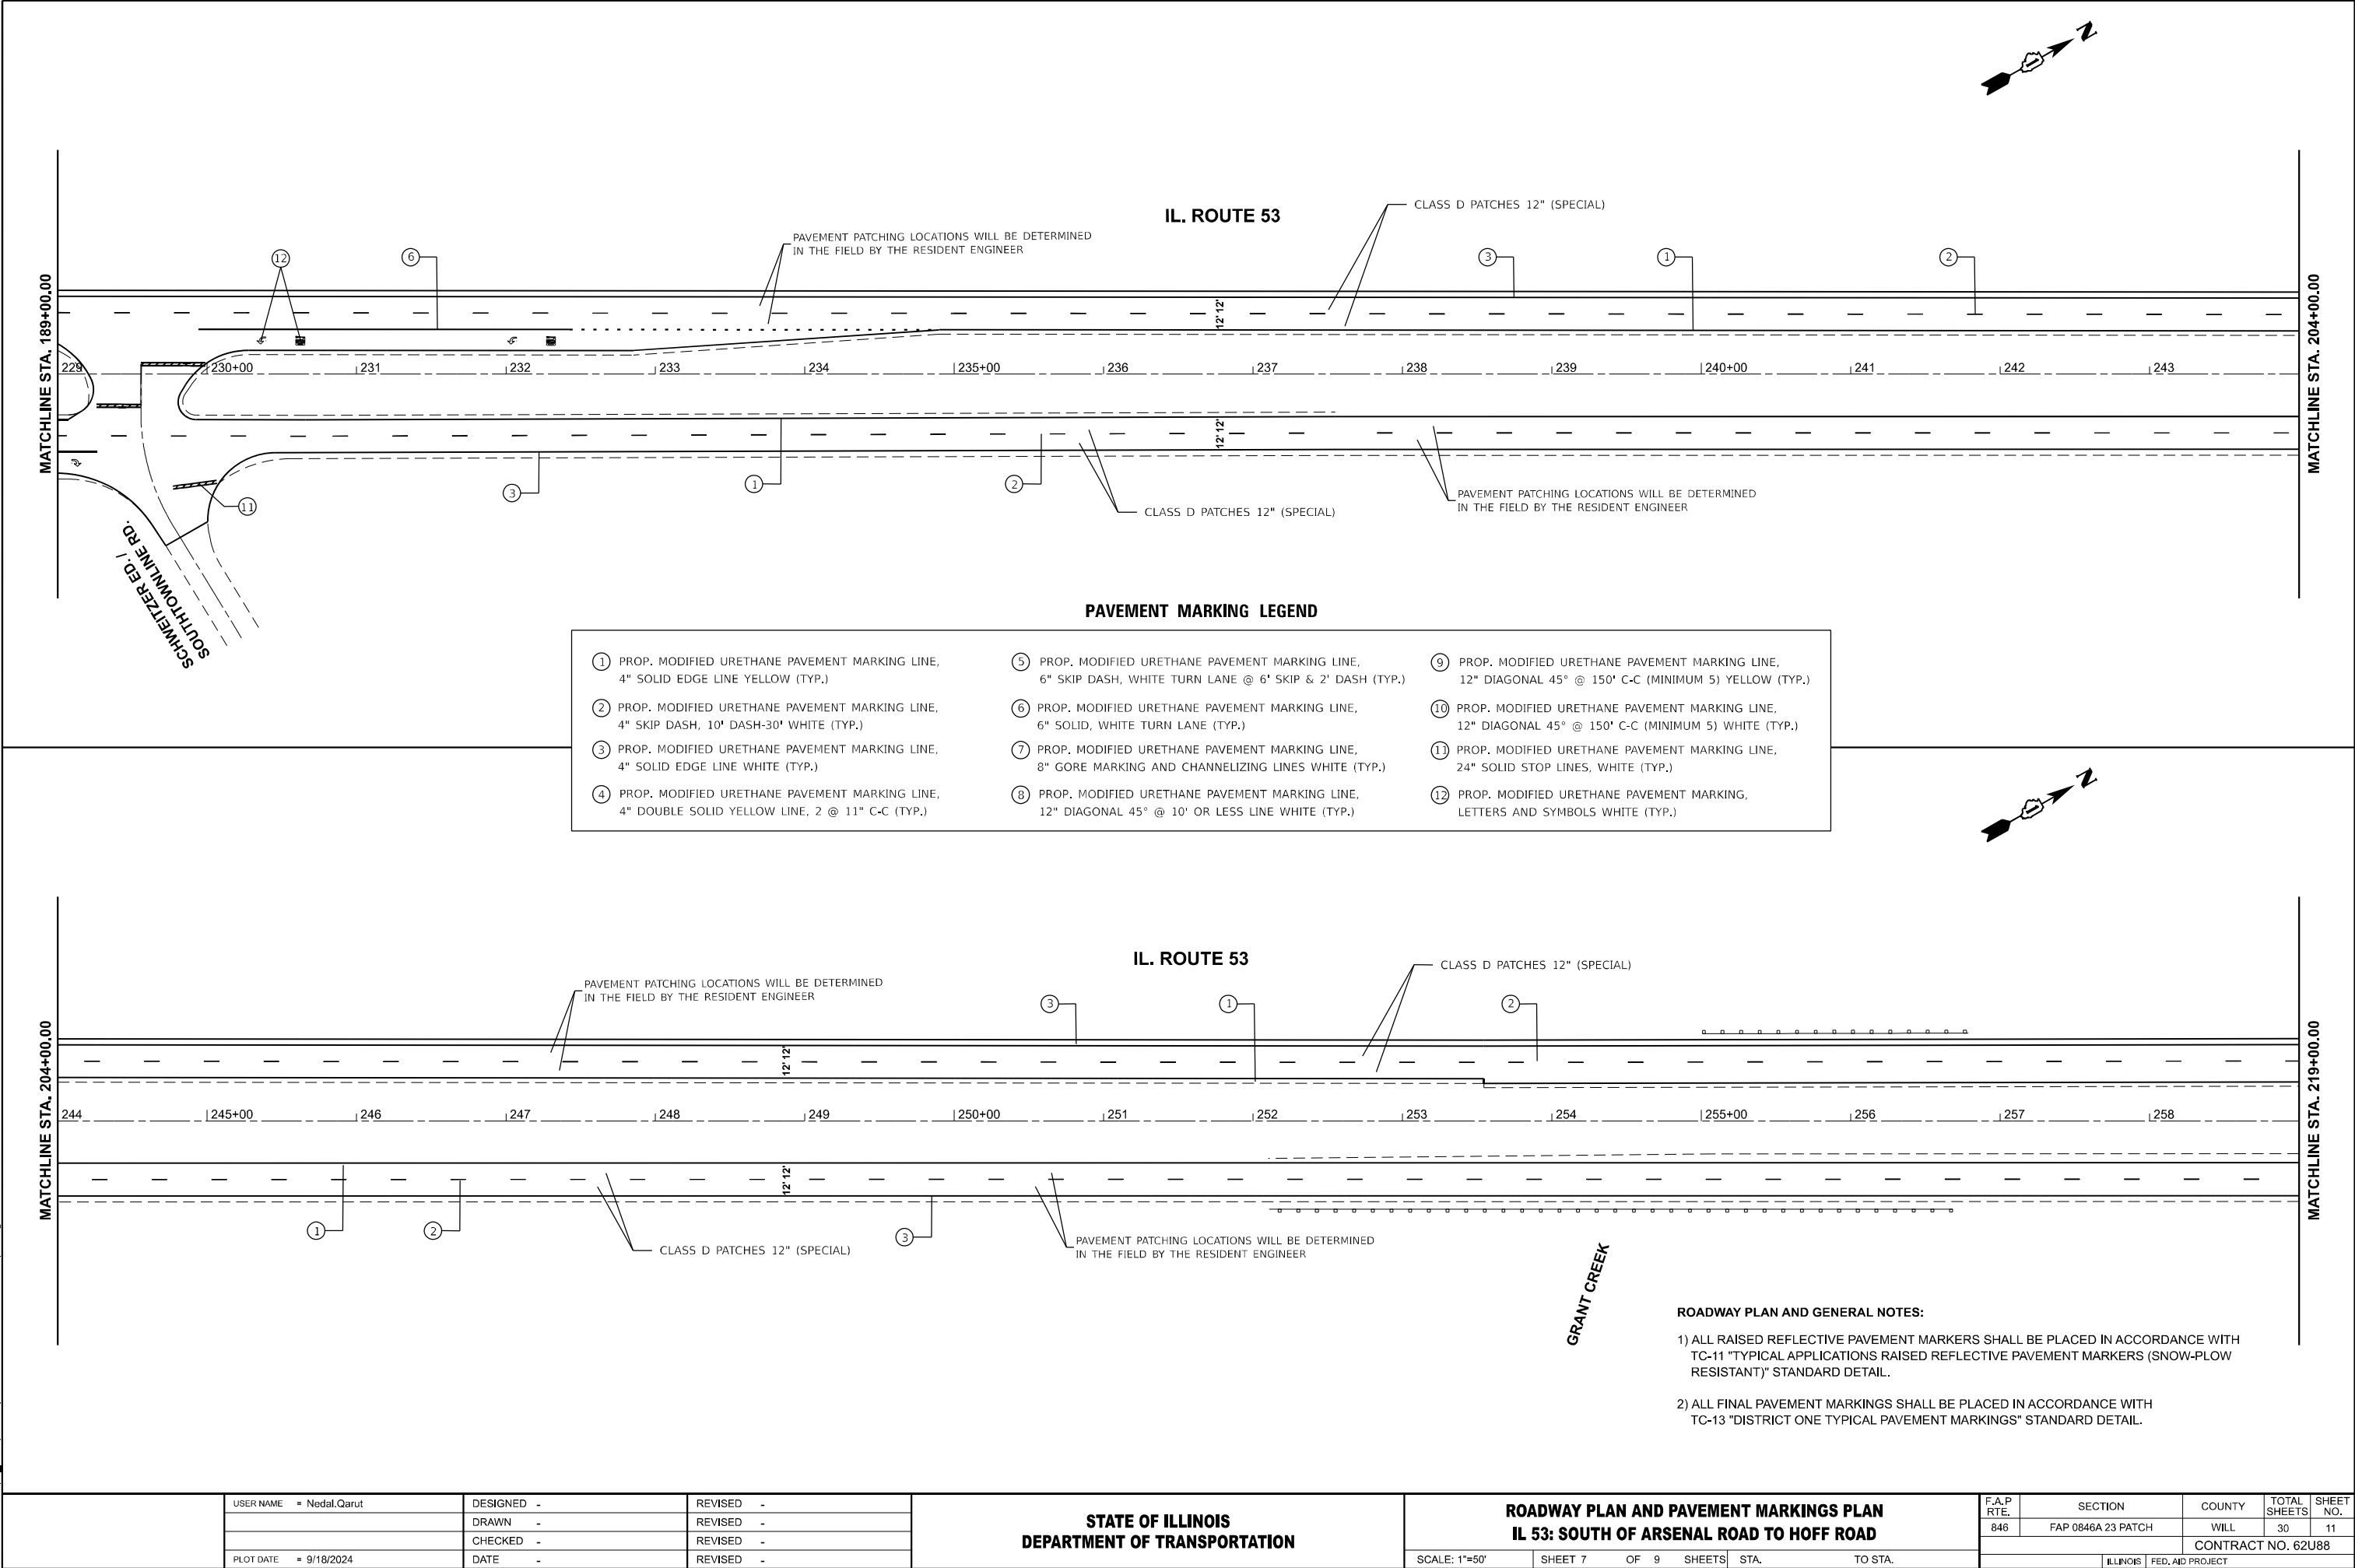 N
IL. ROUTE 53
CLASS D PATCHES 12" (SPECIAL)
PAVEMENT PATCHING LOCATIONS WILL BE DETERMINED
IN THE FIELD BY THE RESIDENT ENGINEER
12 6 3 1 2
MATCHLINE STA. 189+00.00
MATCHLINE STA. 204+00.00
12' 12'
229 230+00 231 232 233 234 235+00 236 237 238 239 240+00 241 242 243
12' 12'
11 3 1 2
CLASS D PATCHES 12" (SPECIAL)
PAVEMENT PATCHING LOCATIONS WILL BE DETERMINED
IN THE FIELD BY THE RESIDENT ENGINEER
SCHWEITZER ED. /
SOUTHTOWNLINE RD.
PAVEMENT MARKING LEGEND
1 PROP. MODIFIED URETHANE PAVEMENT MARKING LINE,
4" SOLID EDGE LINE YELLOW (TYP.)
2 PROP. MODIFIED URETHANE PAVEMENT MARKING LINE,
4" SKIP DASH, 10' DASH-30' WHITE (TYP.)
3 PROP. MODIFIED URETHANE PAVEMENT MARKING LINE,
4" SOLID EDGE LINE WHITE (TYP.)
4 PROP. MODIFIED URETHANE PAVEMENT MARKING LINE,
4" DOUBLE SOLID YELLOW LINE, 2 @ 11" C-C (TYP.)
5 PROP. MODIFIED URETHANE PAVEMENT MARKING LINE,
6" SKIP DASH, WHITE TURN LANE @ 6' SKIP & 2' DASH (TYP.)
6 PROP. MODIFIED URETHANE PAVEMENT MARKING LINE,
6" SOLID, WHITE TURN LANE (TYP.)
7 PROP. MODIFIED URETHANE PAVEMENT MARKING LINE,
8" GORE MARKING AND CHANNELIZING LINES WHITE (TYP.)
8 PROP. MODIFIED URETHANE PAVEMENT MARKING LINE,
12" DIAGONAL 45° @ 10' OR LESS LINE WHITE (TYP.)
9 PROP. MODIFIED URETHANE PAVEMENT MARKING LINE,
12" DIAGONAL 45° @ 150' C-C (MINIMUM 5) YELLOW (TYP.)
10 PROP. MODIFIED URETHANE PAVEMENT MARKING LINE,
12" DIAGONAL 45° @ 150' C-C (MINIMUM 5) WHITE (TYP.)
11 PROP. MODIFIED URETHANE PAVEMENT MARKING LINE,
24" SOLID STOP LINES, WHITE (TYP.)
12 PROP. MODIFIED URETHANE PAVEMENT MARKING,
LETTERS AND SYMBOLS WHITE (TYP.)
N
IL. ROUTE 53
CLASS D PATCHES 12" (SPECIAL)
PAVEMENT PATCHING LOCATIONS WILL BE DETERMINED
IN THE FIELD BY THE RESIDENT ENGINEER
3 1 2
MATCHLINE STA. 204+00.00
MATCHLINE STA. 219+00.00
12' 12'
244 245+00 246 247 248 249 250+00 251 252 253 254 255+00 256 257 258
12' 12'
1 2 3
CLASS D PATCHES 12" (SPECIAL)
PAVEMENT PATCHING LOCATIONS WILL BE DETERMINED
IN THE FIELD BY THE RESIDENT ENGINEER
GRANT CREEK
ROADWAY PLAN AND GENERAL NOTES:
1) ALL RAISED REFLECTIVE PAVEMENT MARKERS SHALL BE PLACED IN ACCORDANCE WITH
TC-11 "TYPICAL APPLICATIONS RAISED REFLECTIVE PAVEMENT MARKERS (SNOW-PLOW
RESISTANT)" STANDARD DETAIL.
2) ALL FINAL PAVEMENT MARKINGS SHALL BE PLACED IN ACCORDANCE WITH
TC-13 "DISTRICT ONE TYPICAL PAVEMENT MARKINGS" STANDARD DETAIL.
USER NAME = Nedal.Qarut
PLOT DATE = 9/18/2024
DESIGNED -
DRAWN -
CHECKED -
DATE -
REVISED -
REVISED -
REVISED -
REVISED -
STATE OF ILLINOIS
DEPARTMENT OF TRANSPORTATION
ROADWAY PLAN AND PAVEMENT MARKINGS PLAN
IL 53: SOUTH OF ARSENAL ROAD TO HOFF ROAD
SCALE: 1"=50' SHEET 7 OF 9 SHEETS STA. TO STA.
F.A.P RTE. SECTION COUNTY TOTAL SHEETS SHEET NO.
846 FAP 0846A 23 PATCH WILL 30 11
CONTRACT NO. 62U88
ILLINOIS FED. AID PROJECT